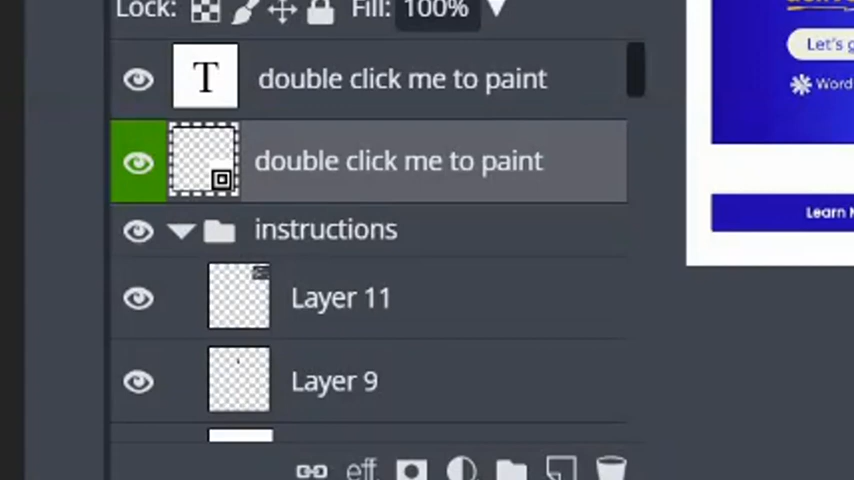 Lock: Fill: 100%
T double click me to paint
double click me to paint
instructions
Layer 11
Layer 9
eff
Let's
Word
Learn